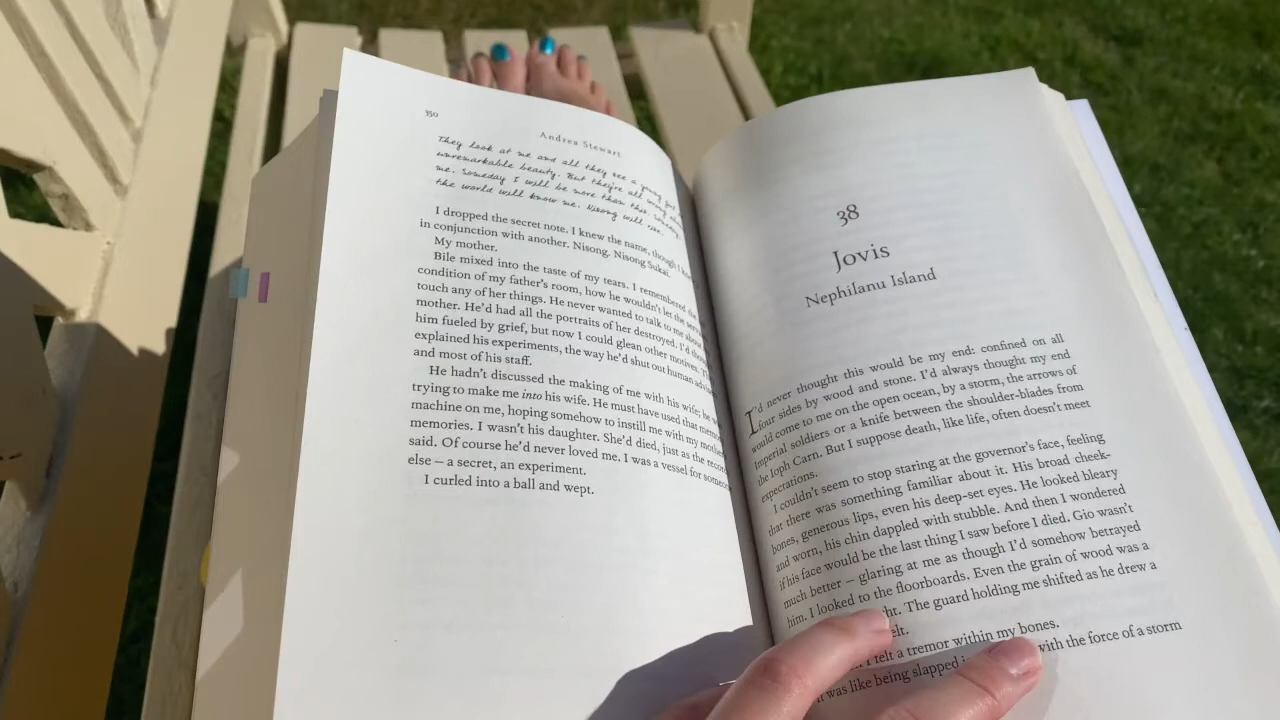 350
Andrea Stewart
They look at me and all they see a young
unremarkable beauty. But they're all wrong about
me. Someday I will be more than this. Someday,
the world will know me. Nisong will rise.
I dropped the secret note. I knew the name, though I
in conjunction with another. Nisong. Nisong Sukai.
My mother.
Bile mixed into the taste of my tears. I remembered the
condition of my father's room, how he wouldn't let the
touch any of her things. He never wanted to talk to me about
mother. He'd had all the portraits of her destroyed. I'd
him fueled by grief, but now I could glean other motives.
explained his experiments, the way he'd shut out human
and most of his staff.
He hadn't discussed the making of me with his wife; he
trying to make me into his wife. He must have used that
machine on me, hoping somehow to instill me with my
memories. I wasn't his daughter. She'd died, just as the
said. Of course he'd never loved me. I was a vessel for
else – a secret, an experiment.
I curled into a ball and wept.
38
Jovis
Nephilanu Island
I'd never thought this would be my end: confined on all
four sides by wood and stone. I'd always thought my end
would come to me on the open ocean, by a storm, the arrows of
Imperial soldiers or a knife between the shoulder-blades from
the Ioph Carn. But I suppose death, like life, often doesn't meet
expectations.
I couldn't seem to stop staring at the governor's face, feeling
that there was something familiar about it. His broad cheek-
bones, generous lips, even his deep-set eyes. He looked bleary
and worn, his chin dappled with stubble. And then I wondered
if his face would be the last thing I saw before I died. Gio wasn't
much better – glaring at me as though I'd somehow betrayed
him. I looked to the floorboards. Even the grain of wood was a
The guard holding me shifted as he drew a
I felt a tremor within my bones.
It was like being slapped with the force of a storm